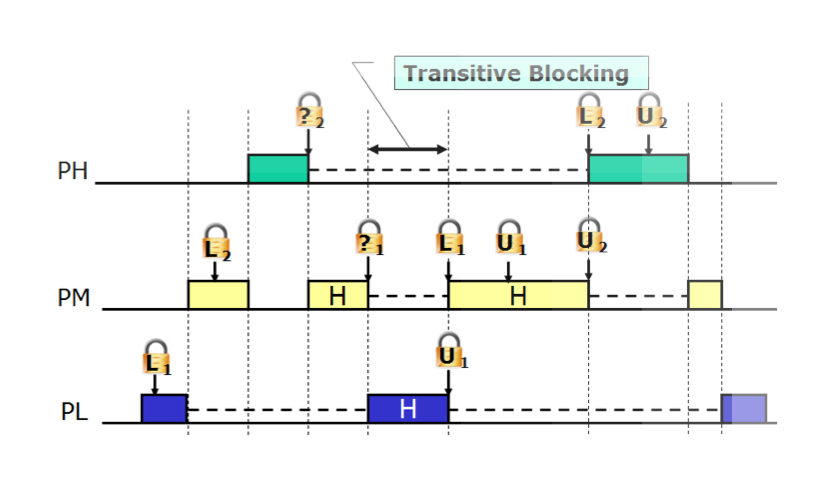 Transitive Blocking
?2 L2 U2
PH
L2 ?1 L1 U1 U2
PM H H
L1 U1
PL H